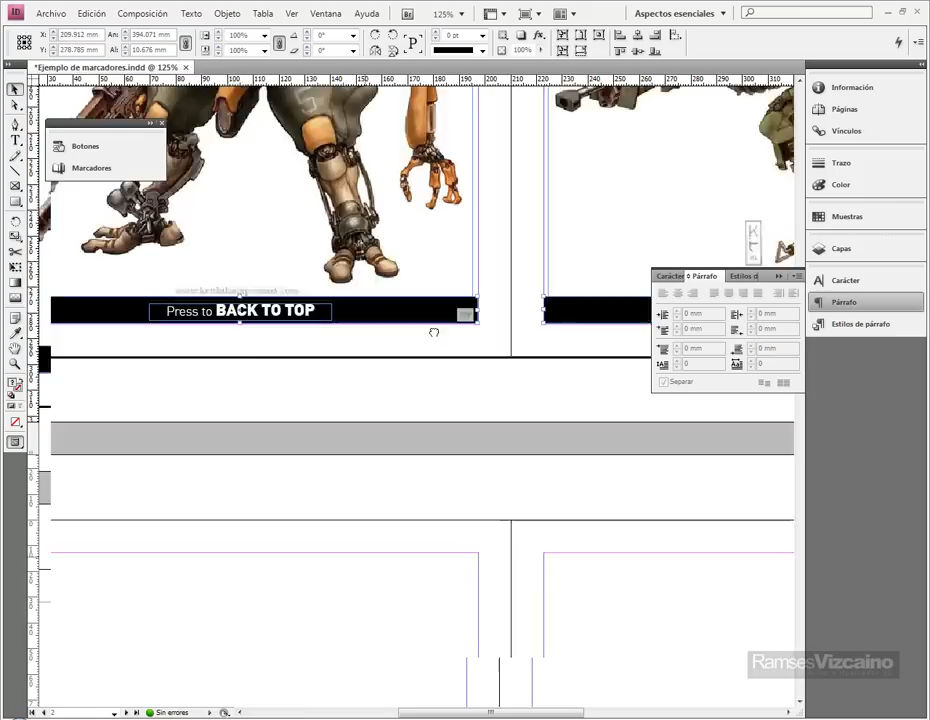 Id Archivo Edición Composición Texto Objeto Tabla Ver Ventana Ayuda Br 125% Aspectos esenciales
X: 209.912 mm An: 394.071 mm 100% 0° 0 pt
Y: 278.785 mm Al: 10.676 mm 100% 0° P 100%
*Ejemplo de marcadores.indd @ 125%
Botones
Marcadores
Press to BACK TO TOP
Carácter Párrafo Estilos d
0 mm 0 mm
0 mm 0 mm
0 mm 0 mm
0 0
Separar
Información
Páginas
Vínculos
Trazo
Color
Muestras
Capas
Carácter
Párrafo
Estilos de párrafo
RamsesVizcaino
2 Sin errores